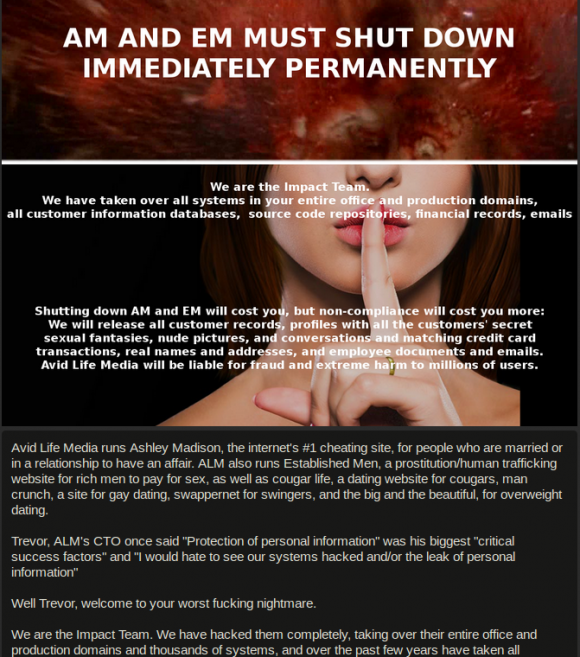 AM AND EM MUST SHUT DOWN
IMMEDIATELY PERMANENTLY
We are the Impact Team.
We have taken over all systems in your entire office and production domains,
all customer information databases, source code repositories, financial records, emails
Shutting down AM and EM will cost you, but non-compliance will cost you more:
We will release all customer records, profiles with all the customers' secret
sexual fantasies, nude pictures, and conversations and matching credit card
transactions, real names and addresses, and employee documents and emails.
Avid Life Media will be liable for fraud and extreme harm to millions of users.
Avid Life Media runs Ashley Madison, the internet's #1 cheating site, for people who are married or
in a relationship to have an affair. ALM also runs Established Men, a prostitution/human trafficking
website for rich men to pay for sex, as well as cougar life, a dating website for cougars, man
crunch, a site for gay dating, swappernet for swingers, and the big and the beautiful, for overweight
dating.
Trevor, ALM's CTO once said "Protection of personal information" was his biggest "critical
success factors" and "I would hate to see our systems hacked and/or the leak of personal
information"
Well Trevor, welcome to your worst fucking nightmare.
We are the Impact Team. We have hacked them completely, taking over their entire office and
production domains and thousands of systems, and over the past few years have taken all